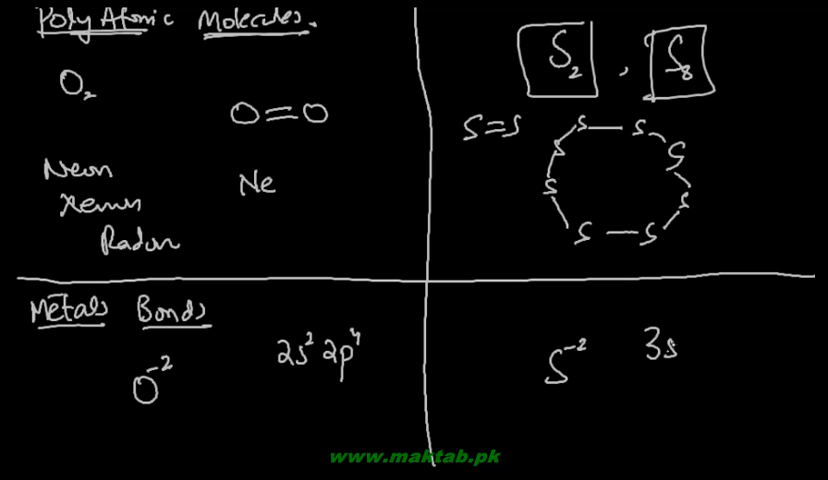 Poly Atomic Molecules.
O₂
O=O
Neon
Ne
Xenon
Radon
S₂ , S₈
S=S
S — S
S
S
S
S
S — S
Metals Bonds
O⁻²
2s² 2p⁴
S⁻²
3s
www.maktab.pk